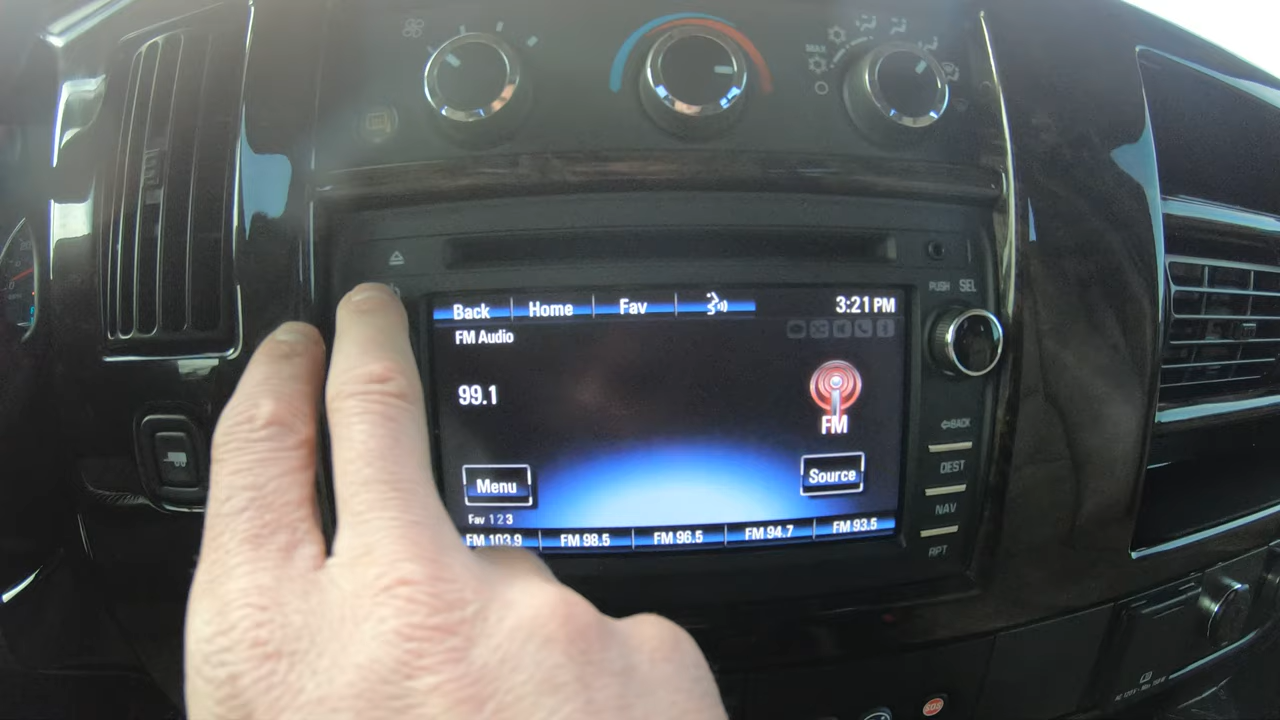 MAX
PUSH SEL
Back Home Fav 3:21 PM
FM Audio
99.1
FM
BACK
Menu Source
DEST
Fav 1 2 3
NAV
FM 103.9 FM 98.5 FM 96.5 FM 94.7 FM 93.5
RPT
SOS